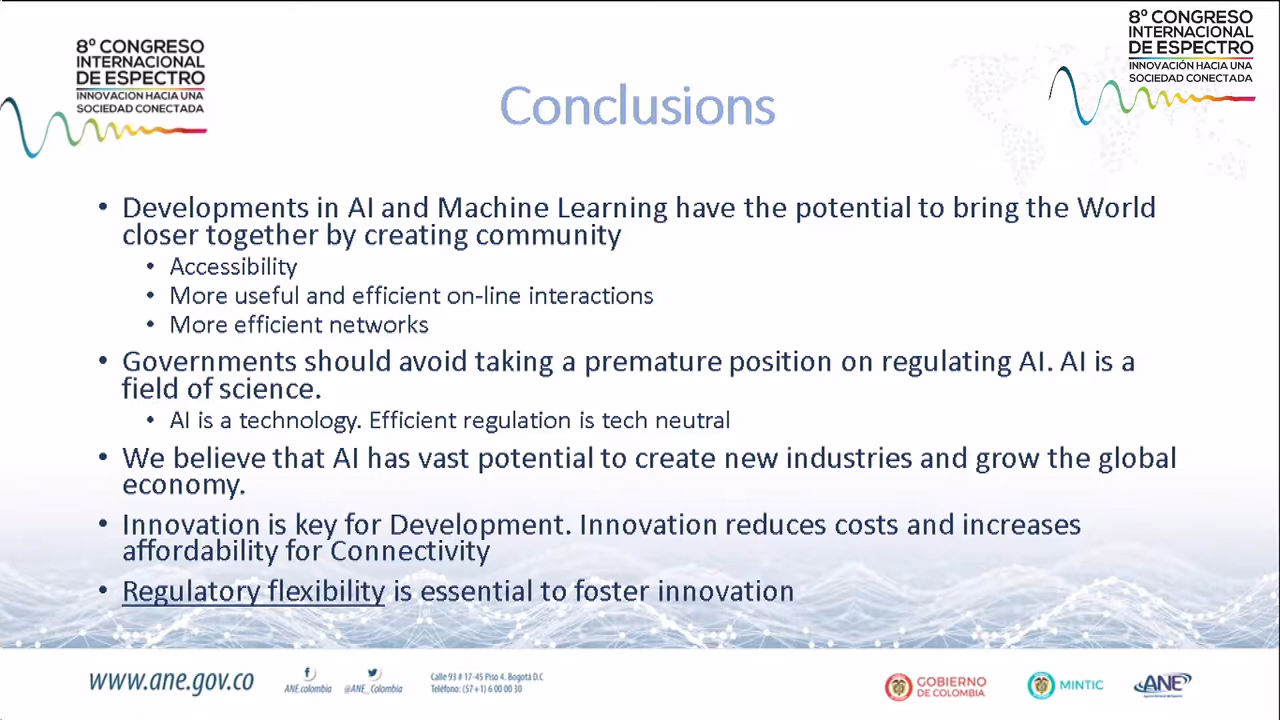 8º CONGRESO
INTERNACIONAL
DE ESPECTRO
INNOVACIÓN HACIA UNA
SOCIEDAD CONECTADA
8º CONGRESO
INTERNACIONAL
DE ESPECTRO
INNOVACIÓN HACIA UNA
SOCIEDAD CONECTADA
Conclusions
• Developments in AI and Machine Learning have the potential to bring the World
closer together by creating community
• Accessibility
• More useful and efficient on-line interactions
• More efficient networks
• Governments should avoid taking a premature position on regulating AI. AI is a
field of science.
• AI is a technology. Efficient regulation is tech neutral
• We believe that AI has vast potential to create new industries and grow the global
economy.
• Innovation is key for Development. Innovation reduces costs and increases
affordability for Connectivity
• Regulatory flexibility is essential to foster innovation
www.ane.gov.co
ANE.colombia
@ANE_Colombia
Calle 93 # 17-45 Piso 4. Bogotá D.C
Teléfono: (57+1) 6 00 00 30
GOBIERNO
DE COLOMBIA
MINTIC
ANE